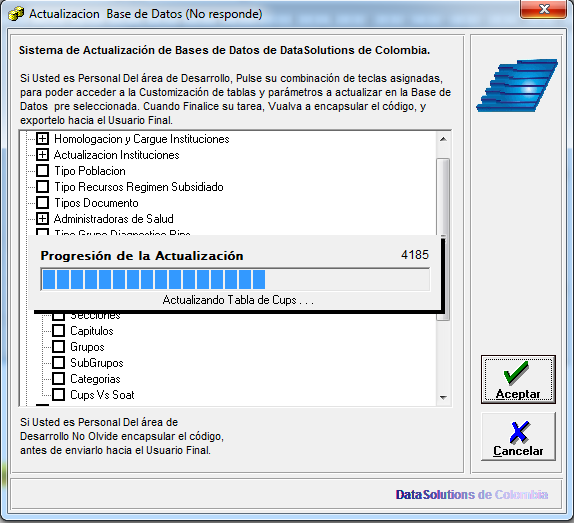 Actualizacion Base de Datos (No responde)
Sistema de Actualización de Bases de Datos de DataSolutions de Colombia.
Si Usted es Personal Del área de Desarrollo, Pulse su combinación de teclas asignadas,
para poder acceder a la Customización de tablas y parámetros a actualizar en la Base de
Datos pre seleccionada. Cuando Finalice su tarea, Vualva a encapsular el código, y
exportelo hacia el Usuario Final.
Homologacion y Cargue Instituciones
Actualizacion Instituciones
Tipo Poblacion
Tipo Recursos Regimen Subsidiado
Tipos Documento
Administradoras de Salud
Tipo Grupo Diagnostico Rips
Progresión de la Actualización 4185
Actualizando Tabla de Cups . . .
Secciones
Capitulos
Grupos
SubGrupos
Categorias
Cups Vs Soat
Aceptar
Cancelar
Si Usted es Personal Del área de
Desarrollo No Olvide encapsular el código,
antes de enviarlo hacia el Usuario Final.
DataSolutions de Colombia